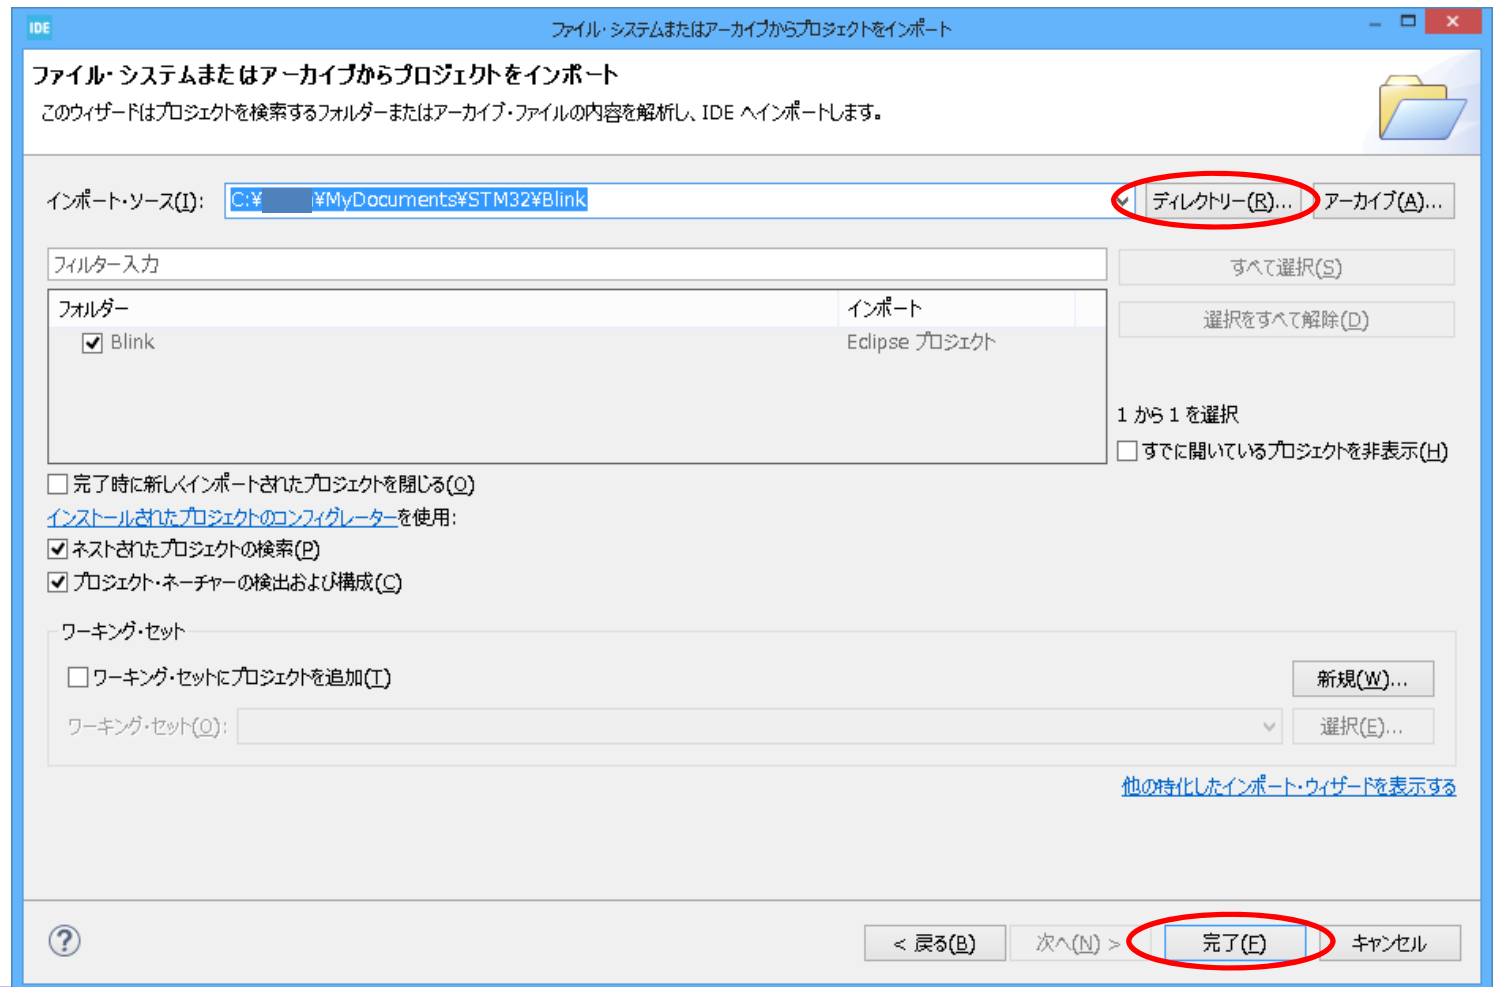 IDE ファイル・システムまたはアーカイブからプロジェクトをインポート
ファイル・システムまたはアーカイブからプロジェクトをインポート
このウィザードはプロジェクトを検索するフォルダーまたはアーカイブ・ファイルの内容を解析し、IDE へインポートします。
インポート・ソース(I): C:¥ ¥MyDocuments¥STM32¥Blink ディレクトリー(R)... アーカイブ(A)...
フィルター入力 すべて選択(S)
フォルダー インポート
選択をすべて解除(D)
Blink Eclipse プロジェクト
1 から 1 を選択
すでに開いているプロジェクトを非表示(H)
完了時に新しくインポートされたプロジェクトを閉じる(O)
インストールされたプロジェクトのコンフィグレーターを使用:
ネストされたプロジェクトの検索(P)
プロジェクト・ネーチャーの検出および構成(C)
ワーキング・セット
ワーキング・セットにプロジェクトを追加(T) 新規(W)...
ワーキング・セット(O): 選択(E)...
他の特化したインポート・ウィザードを表示する
? < 戻る(B) 次へ(N) > 完了(F) キャンセル